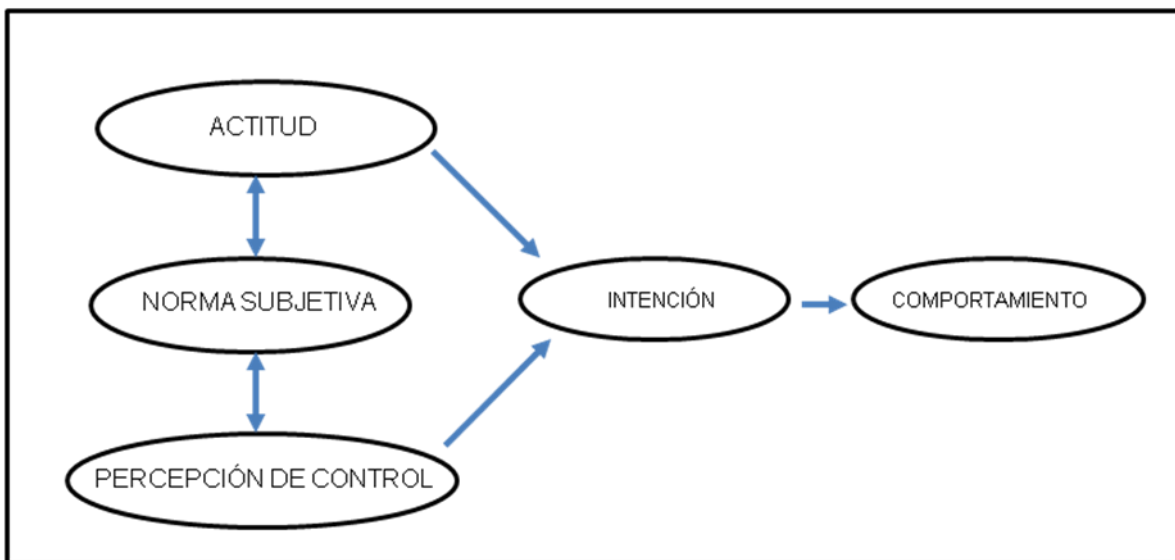 ACTITUD
NORMA SUBJETIVA
PERCEPCIÓN DE CONTROL
INTENCIÓN
COMPORTAMIENTO